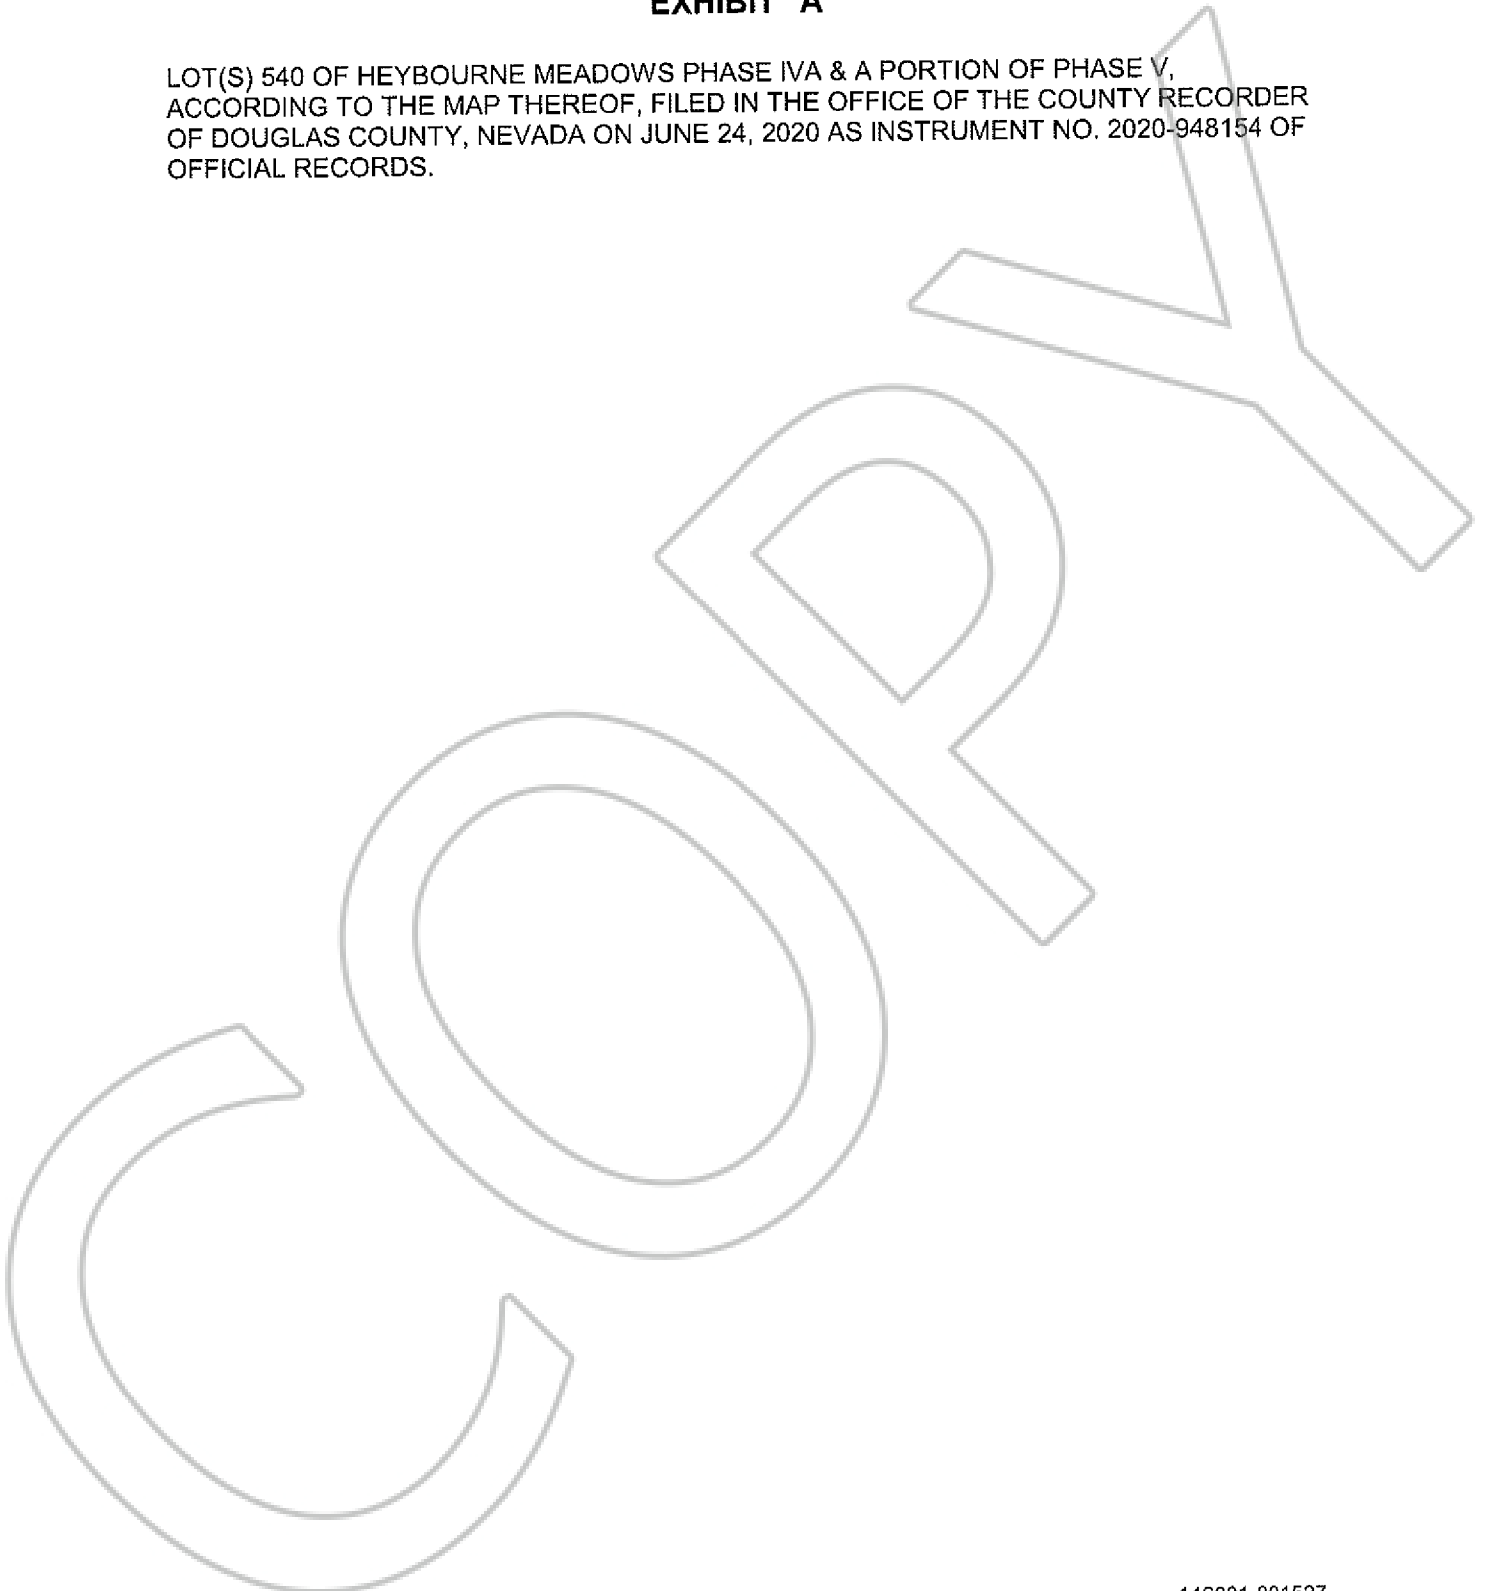 EXHIBIT "A"
LOT(S) 540 OF HEYBOURNE MEADOWS PHASE IVA & A PORTION OF PHASE V,
ACCORDING TO THE MAP THEREOF, FILED IN THE OFFICE OF THE COUNTY RECORDER
OF DOUGLAS COUNTY, NEVADA ON JUNE 24, 2020 AS INSTRUMENT NO. 2020-948154 OF
OFFICIAL RECORDS.
COPY